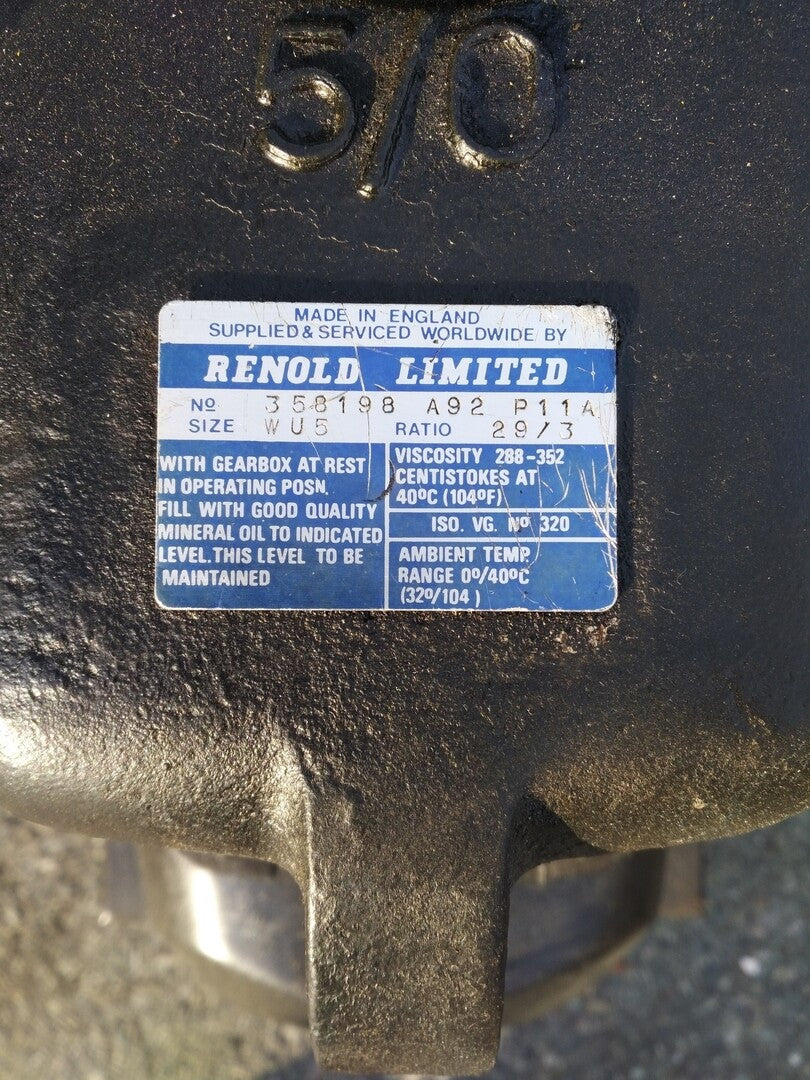 5/0
MADE IN ENGLAND
SUPPLIED & SERVICED WORLDWIDE BY
RENOLD LIMITED
Nº 358198 A92 P11A
SIZE WU5 RATIO 29/3
WITH GEARBOX AT REST
IN OPERATING POSN.
FILL WITH GOOD QUALITY
MINERAL OIL TO INDICATED
LEVEL. THIS LEVEL TO BE
MAINTAINED
VISCOSITY 288-352
CENTISTOKES AT
40ºC (104ºF)
ISO. VG. Nº 320
AMBIENT TEMP
RANGE 0º/40ºC
(32º/104 )